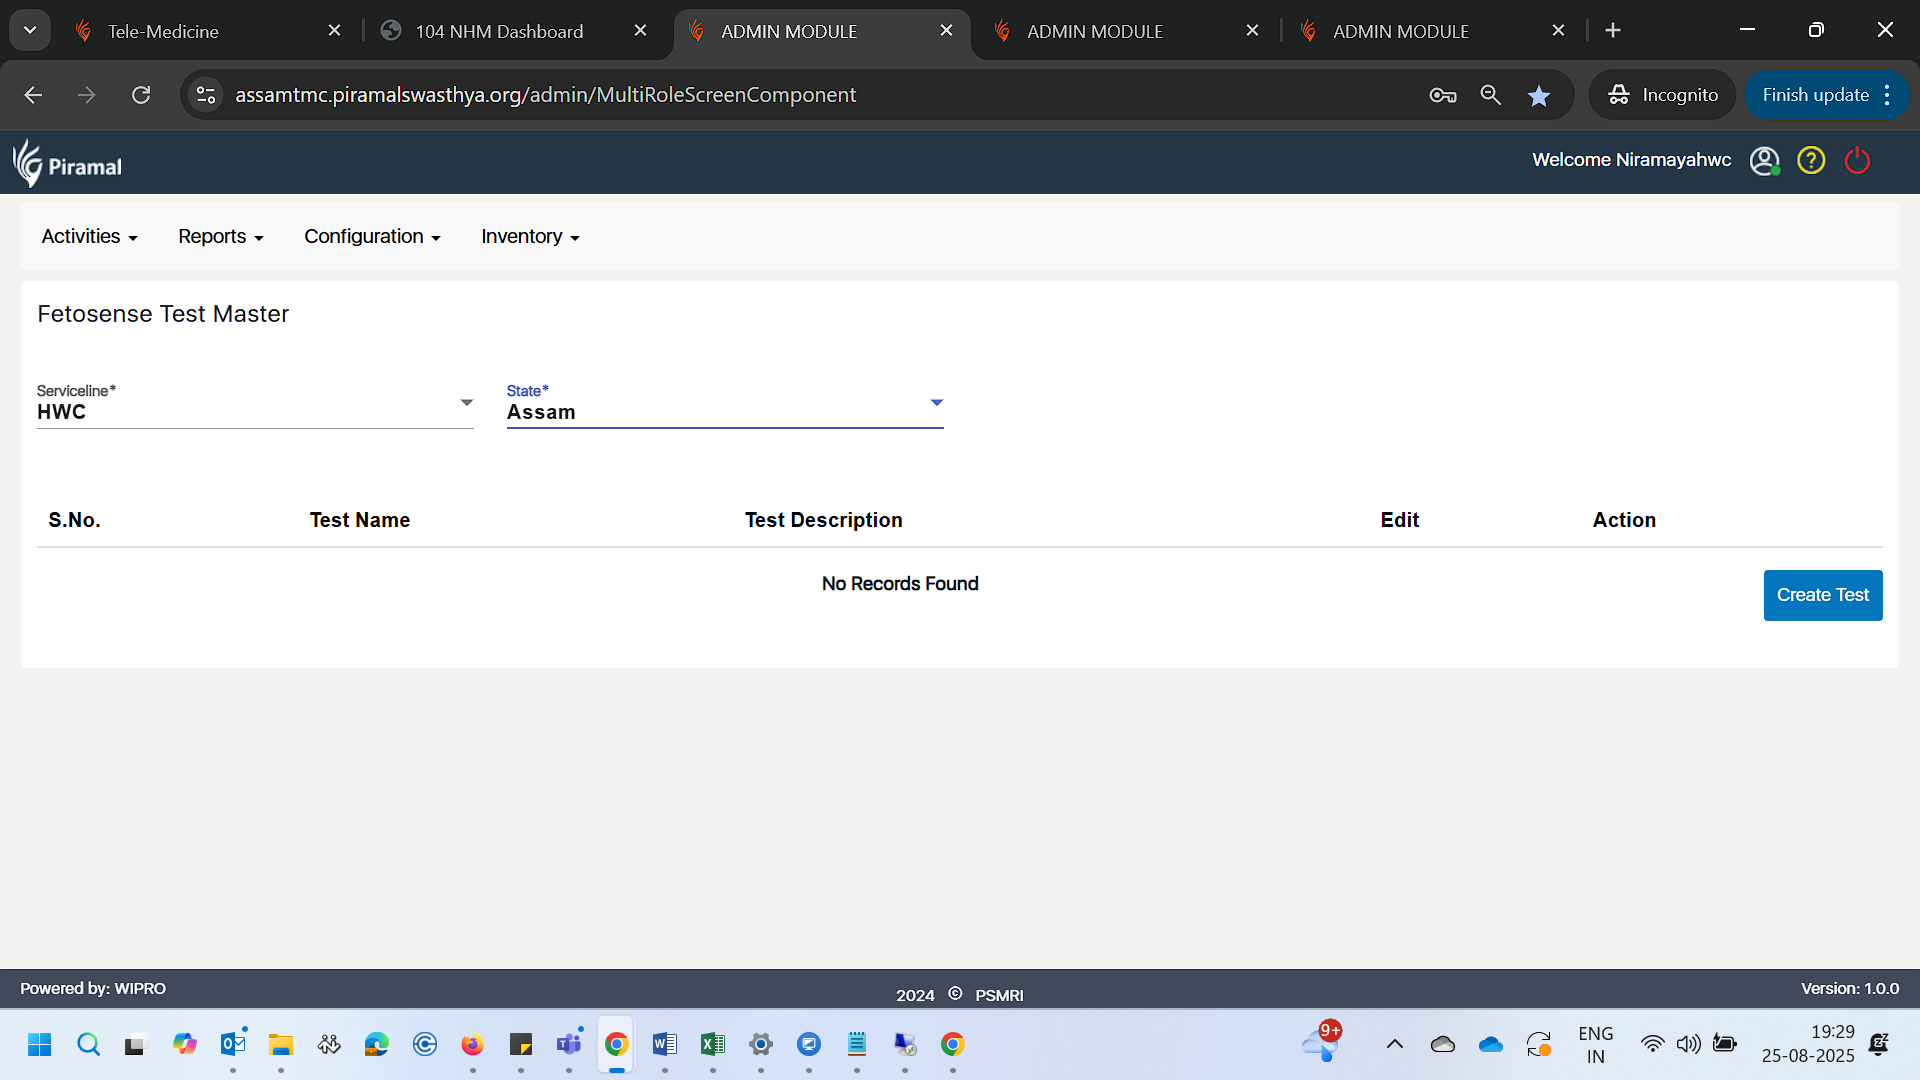 Tele-Medicine
104 NHM Dashboard
ADMIN MODULE
ADMIN MODULE
ADMIN MODULE
assamtmc.piramalswasthya.org/admin/MultiRoleScreenComponent
Incognito
Finish update
Piramal
Welcome Niramayahwc
Activities
Reports
Configuration
Inventory
Fetosense Test Master
Serviceline*
HWC
State*
Assam
S.No. Test Name Test Description Edit Action
No Records Found
Create Test
Powered by: WIPRO
2024 © PSMRI
Version: 1.0.0
9+
ENG
IN
19:29
25-08-2025